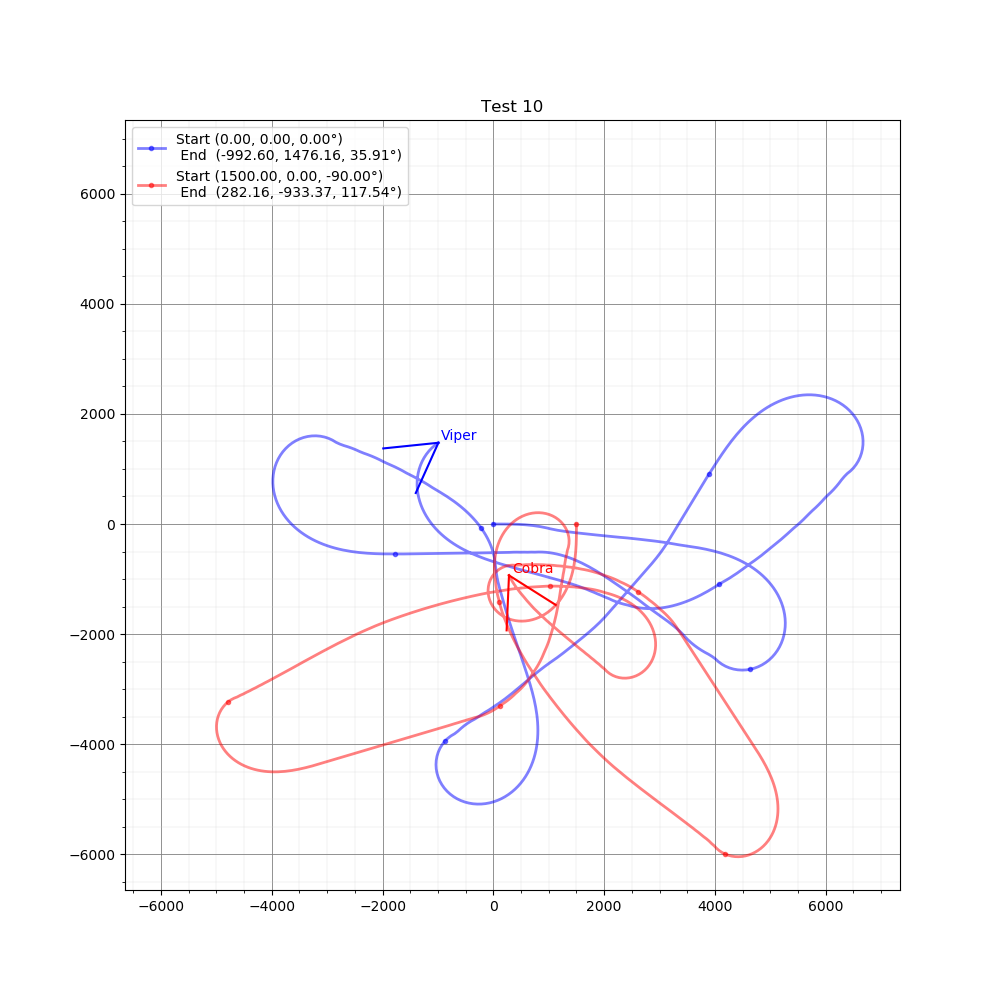 Test 10
Start (0.00, 0.00, 0.00°)
End (-992.60, 1476.16, 35.91°)
Start (1500.00, 0.00, -90.00°)
End (282.16, -933.37, 117.54°)
6000
4000
2000
0
−2000
−4000
−6000
Viper
Cobra
−6000 −4000 −2000 0 2000 4000 6000